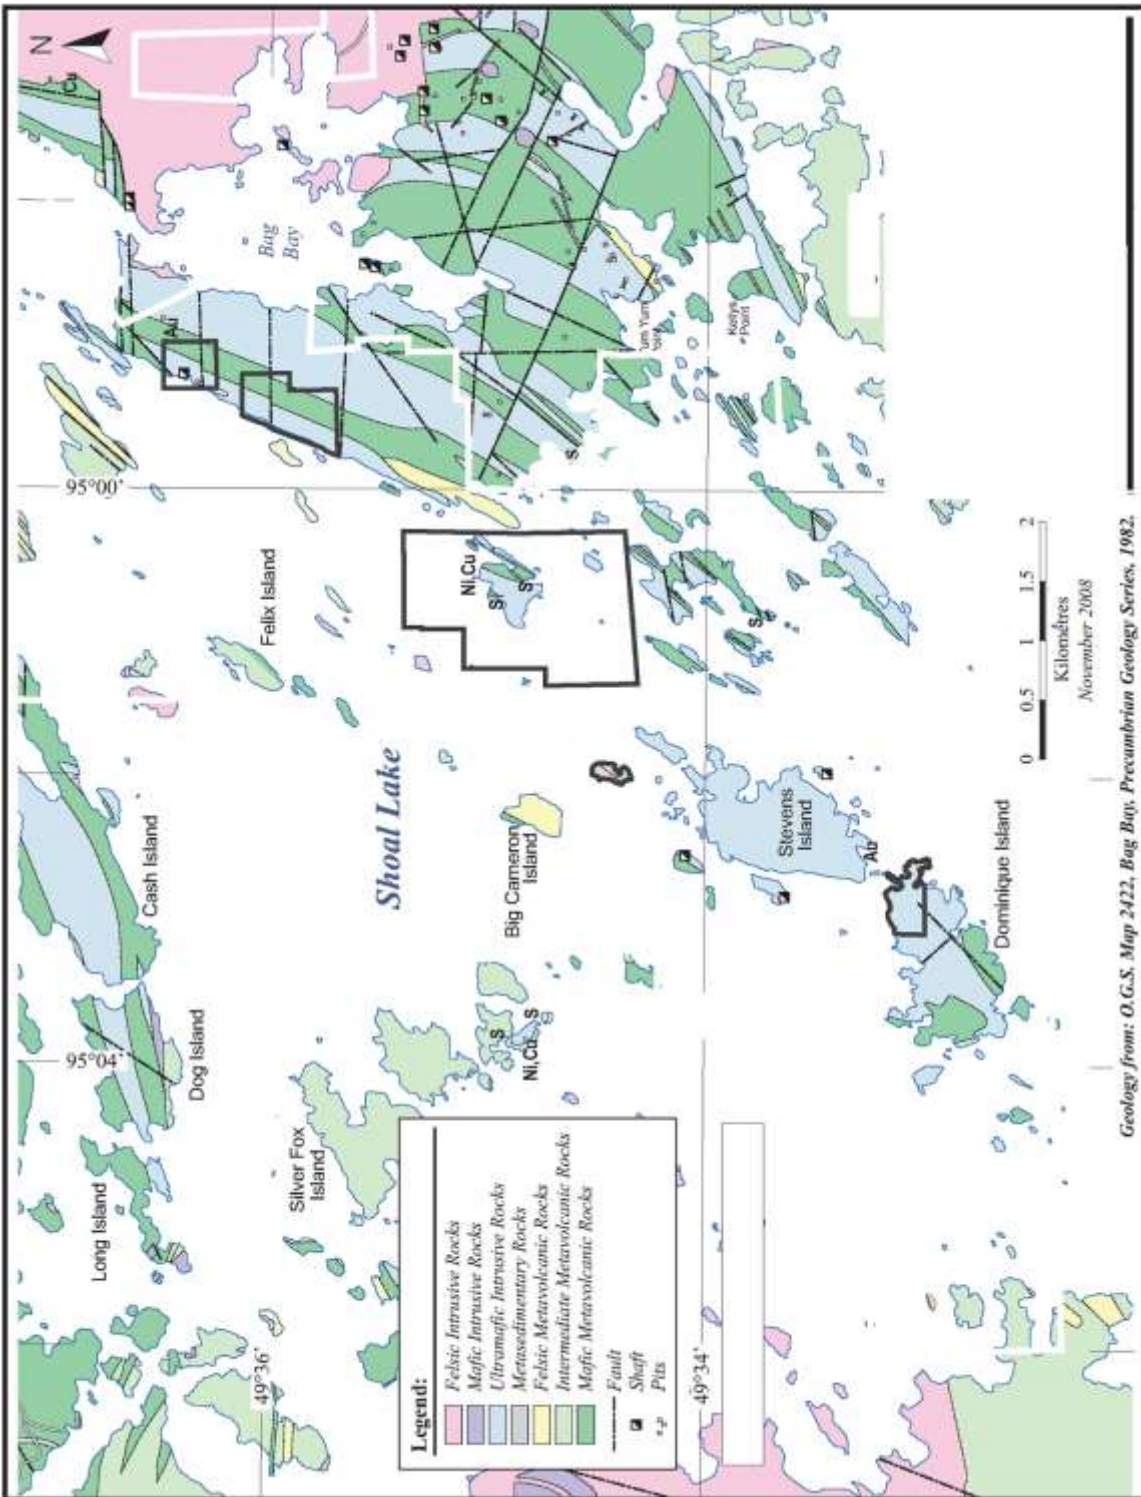 N
Cu
Bag
Bay
Au
Kellys
Point
S
95°00'
Felix Island
Ni,Cu
S
S
S
Cash Island
Shoal Lake
Big Cameron
Island
Stevens
Island
Au
Dominique Island
0 0.5 1 1.5 2
Kilometres
November 2008
95°04'
Dog Island
S
S
Ni,Cu
Long Island
Silver Fox
Island
49°36'
49°34'
Legend:
Felsic Intrusive Rocks
Mafic Intrusive Rocks
Ultramafic Intrusive Rocks
Metasedimentary Rocks
Felsic Metavolcanic Rocks
Intermediate Metavolcanic Rocks
Mafic Metavolcanic Rocks
Fault
Shaft
Pits
Geology from: O.G.S. Map 2422, Bag Bay, Precambrian Geology Series, 1982.